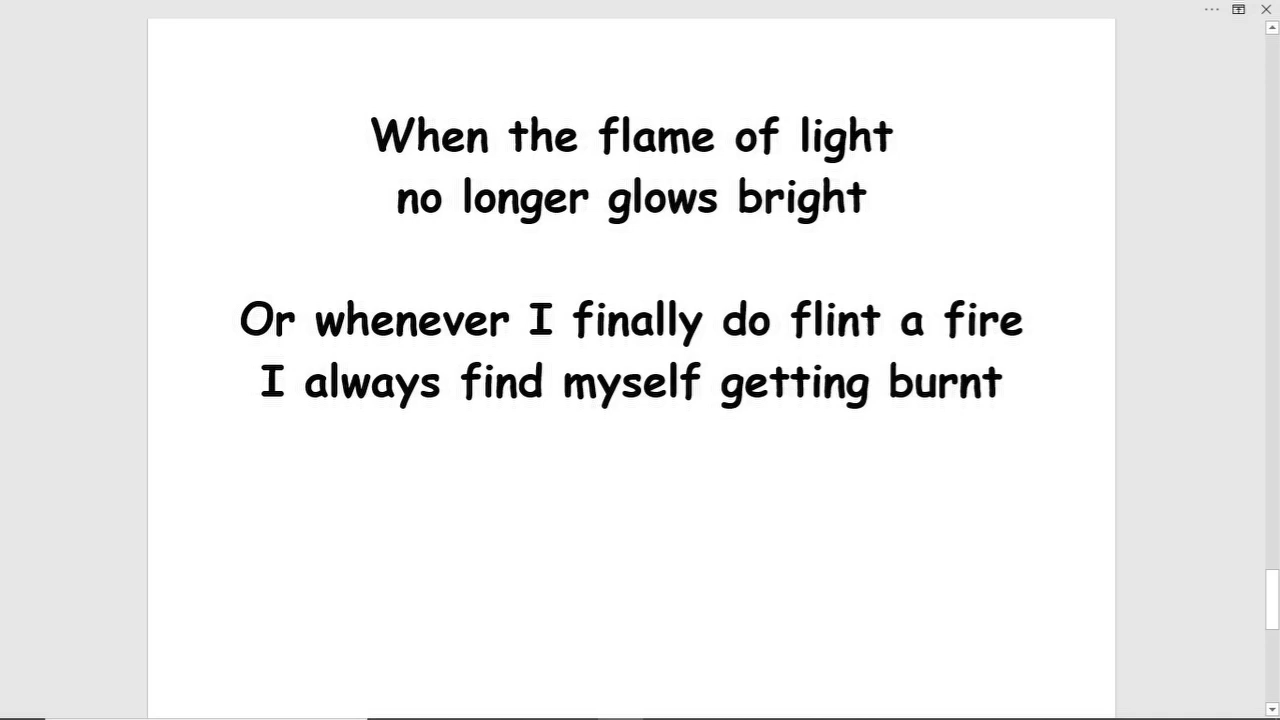 When the flame of light
no longer glows bright
Or whenever I finally do flint a fire
I always find myself getting burnt